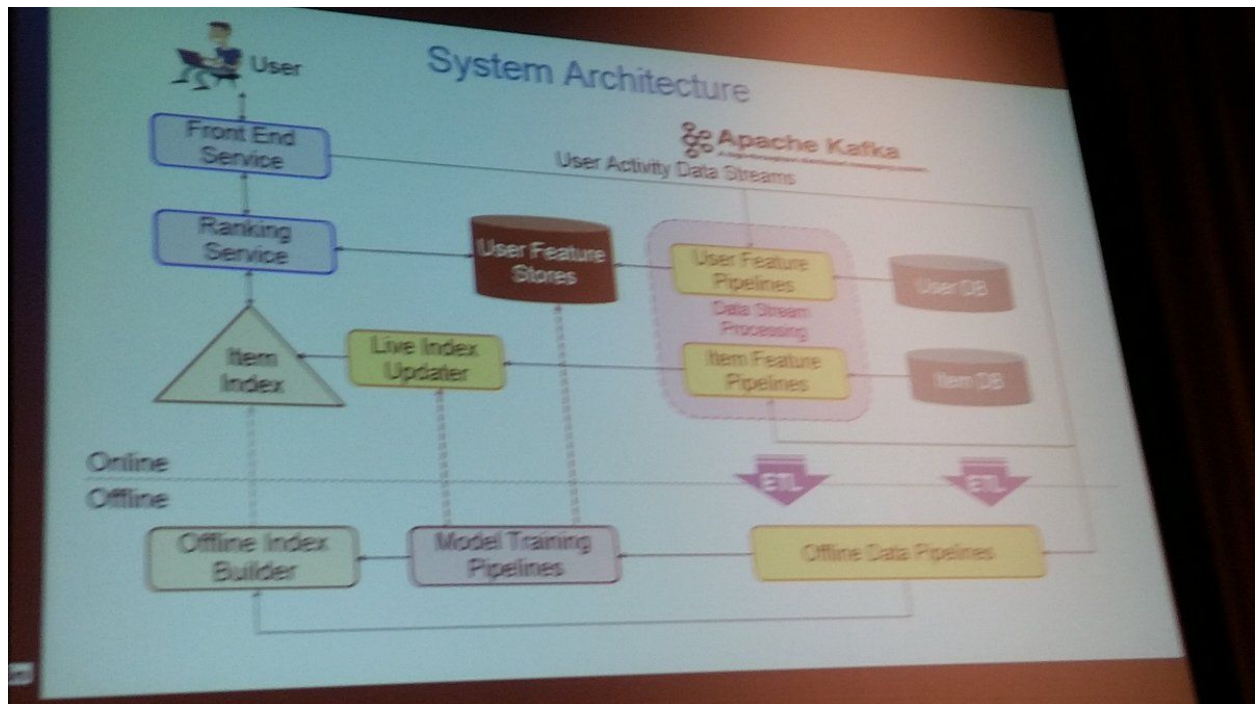 User
System Architecture
Front End
Service
Apache Kafka
User Activity Data Streams
Ranking
Service
User Feature
Stores
User Feature
Pipelines
User DB
Data Stream
Processing
Item
Index
Live Index
Updater
Item Feature
Pipelines
Item DB
Online
Offline
ETL
ETL
Offline Index
Builder
Model Training
Pipelines
Offline Data Pipelines